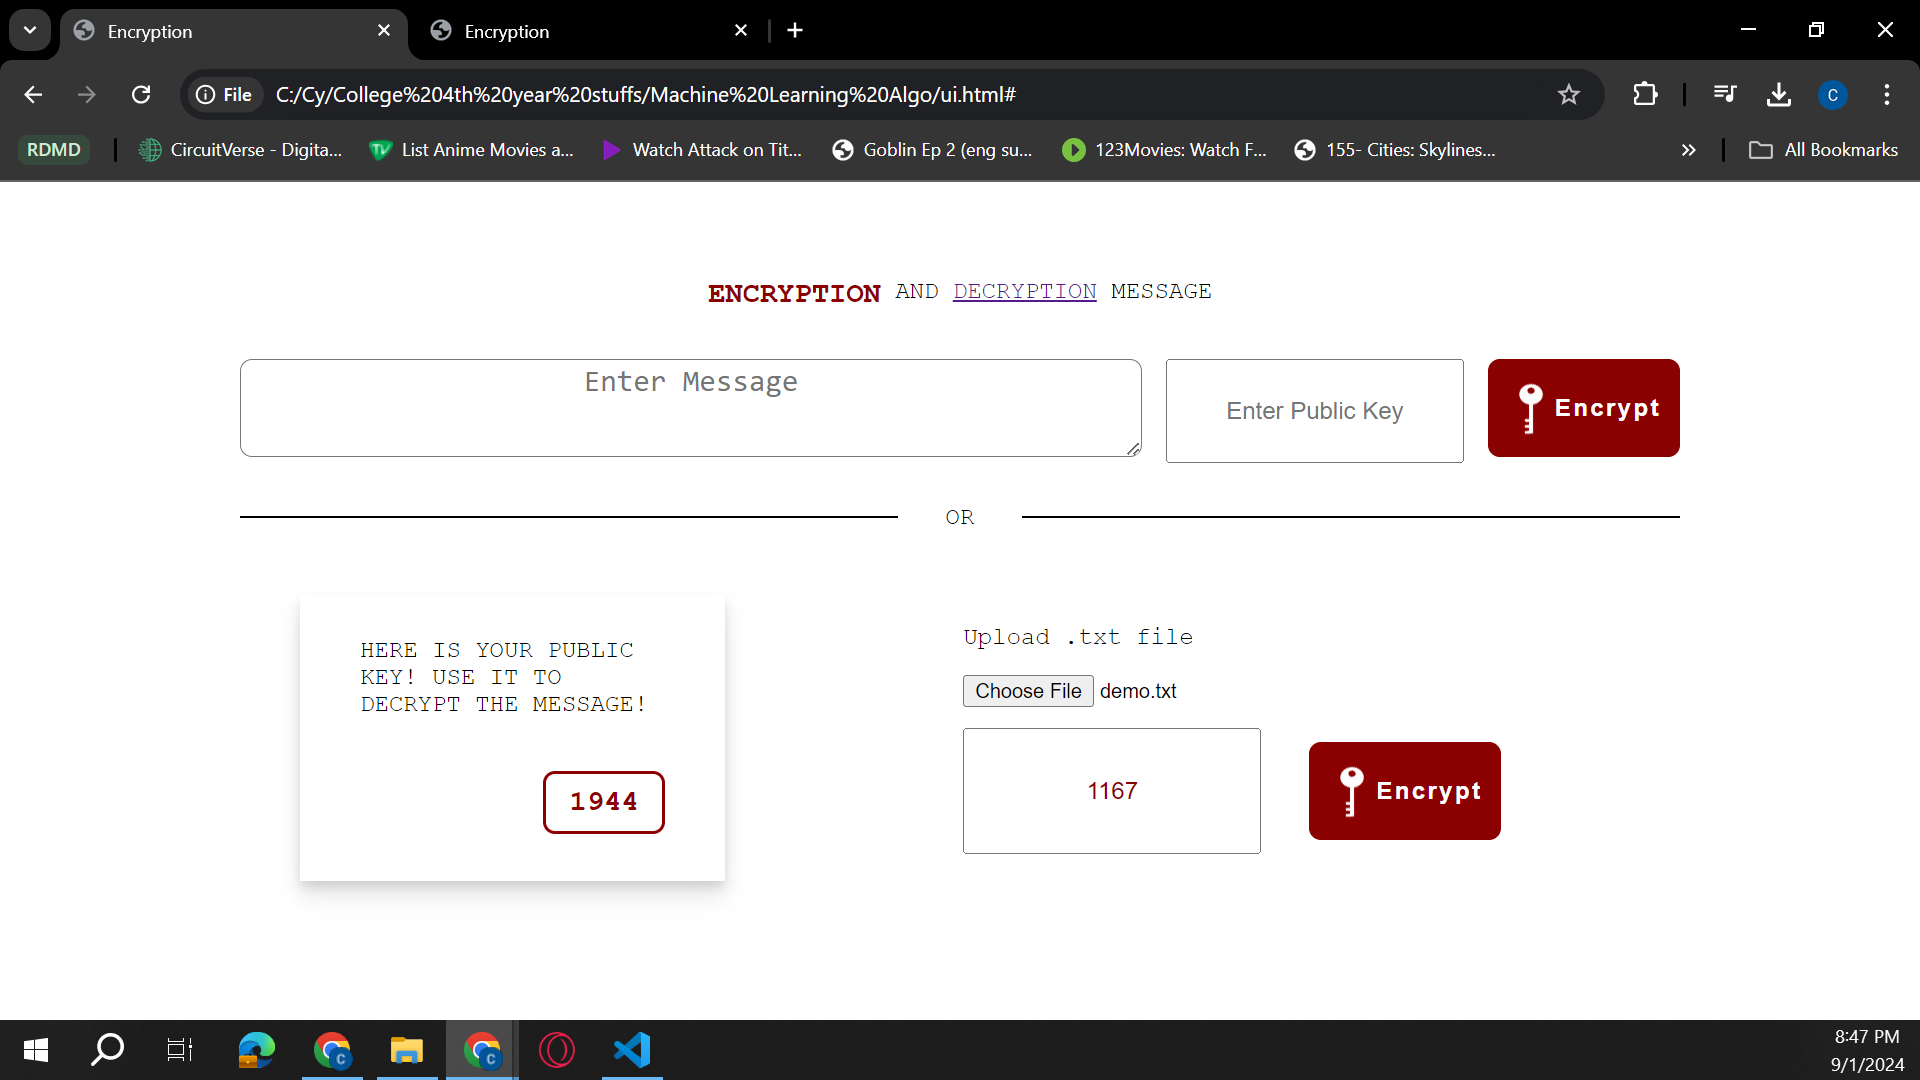 Encryption
Encryption
File C:/Cy/College%204th%20year%20stuffs/Machine%20Learning%20Algo/ui.html#
C
RDMD CircuitVerse - Digita... List Anime Movies a... Watch Attack on Tit... Goblin Ep 2 (eng su... 123Movies: Watch F... 155- Cities: Skylines... All Bookmarks
ENCRYPTION AND DECRYPTION MESSAGE
Enter Message
Enter Public Key
Encrypt
OR
HERE IS YOUR PUBLIC
KEY! USE IT TO
DECRYPT THE MESSAGE!
1944
Upload .txt file
Choose File demo.txt
1167
Encrypt
8:47 PM
9/1/2024